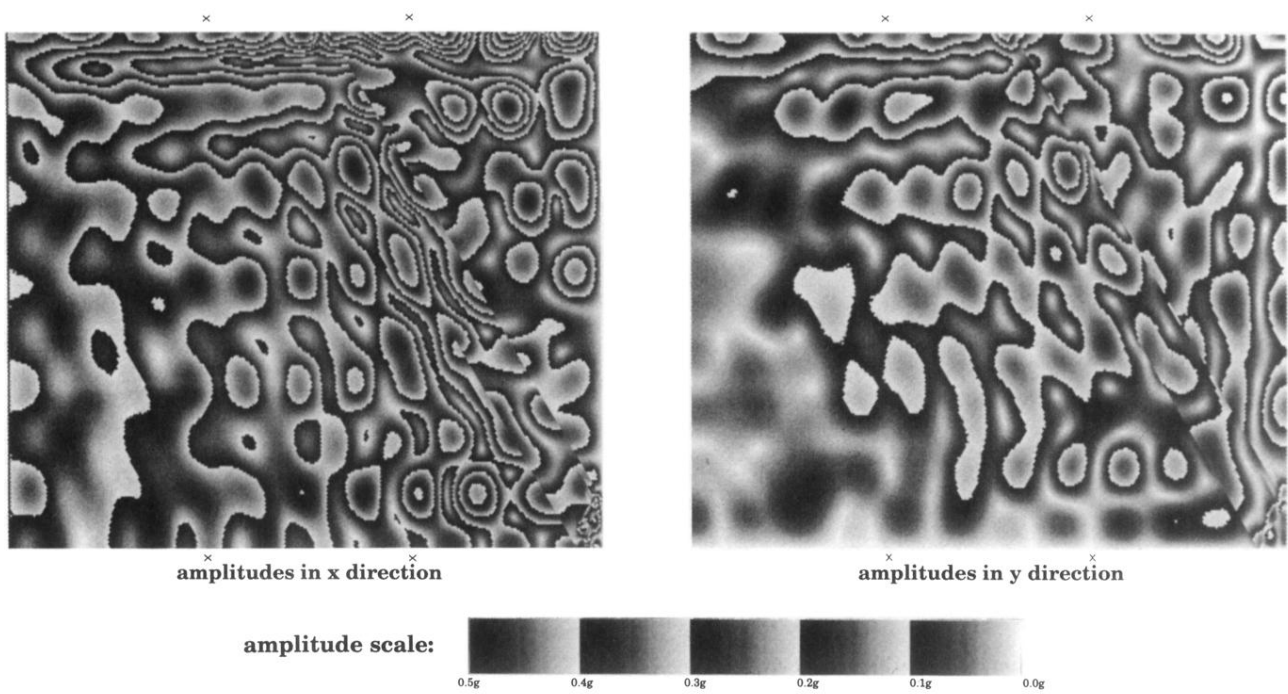 x x x x
x x x x
amplitudes in x direction amplitudes in y direction
amplitude scale:
0.5g 0.4g 0.3g 0.2g 0.1g 0.0g